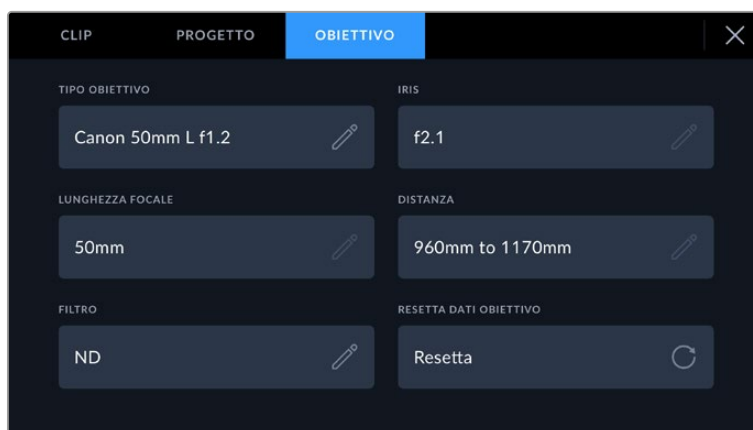 CLIP PROGETTO OBIETTIVO
TIPO OBIETTIVO IRIS
Canon 50mm L f1.2 f2.1
LUNGHEZZA FOCALE DISTANZA
50mm 960mm to 1170mm
FILTRO RESETTA DATI OBIETTIVO
ND Resetta